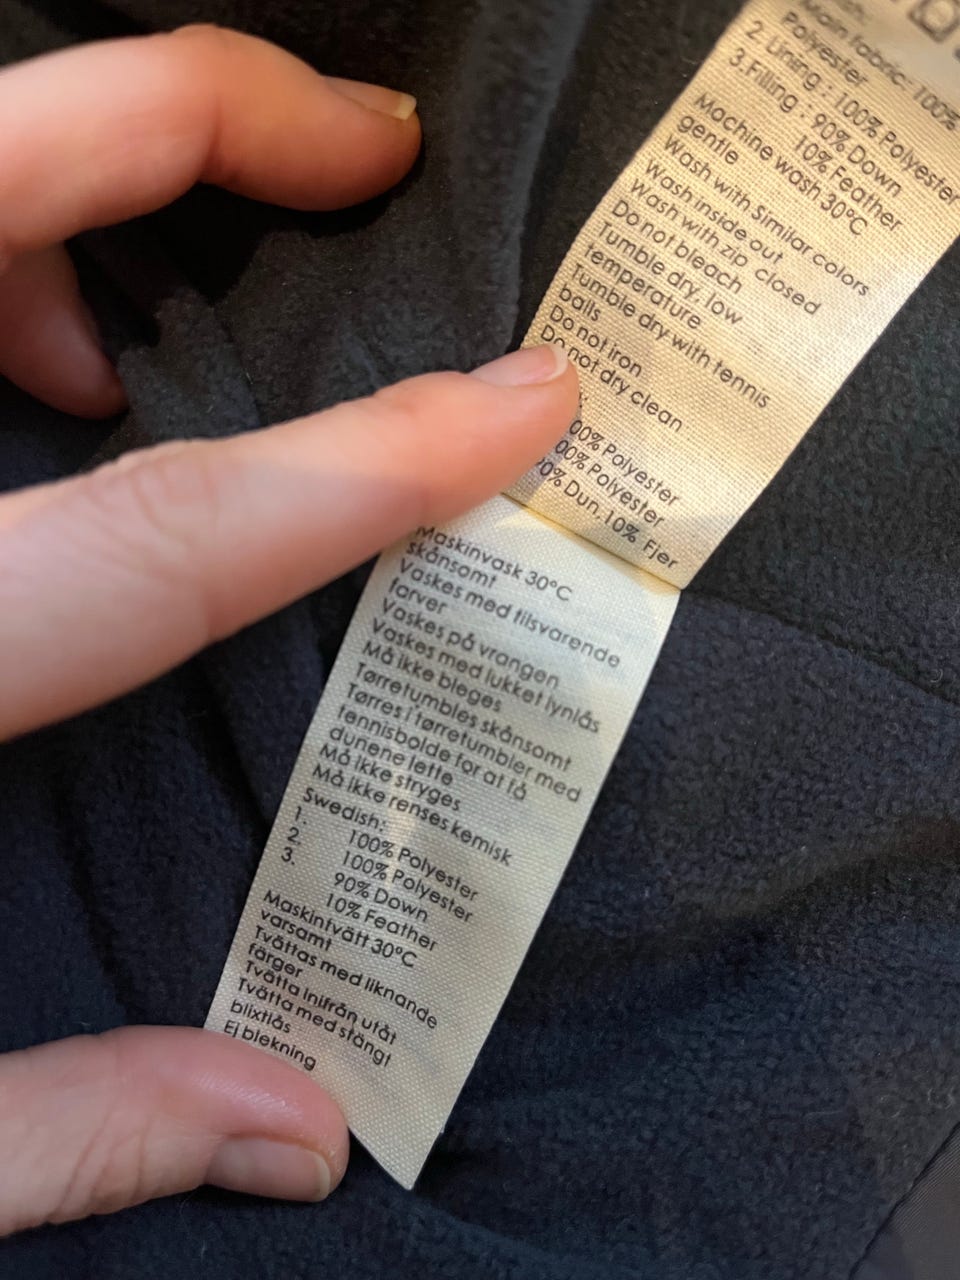 Main fabric: 100%
Polyester
2. Lining : 100% Polyester
3.Filling : 90% Down
10% Feather
Machine wash 30°C
gentle
Wash with Similar colors
Wash inside out
Wash with zip closed
Do not bleach
Tumble dry, low
temperature
Tumble dry with tennis
balls
Do not iron
Do not dry clean
00% Polyester
00% Polyester
0% Dun.10% Fjer
Maskinvask 30°C
skånsomt
Vaskes med tilsvarende
farver
Vaskes på vrangen
Vaskes med lukket lynlås
Må ikke bleges
Tørretumbles skånsomt
Tørres i tørretumbler med
tennisbolde for at få
dunene lette
Må ikke stryges
Må ikke renses kemisk
Swedish:
1. 100% Polyester
2. 100% Polyester
3. 90% Down
10% Feather
Maskintvätt 30°C
varsamt
Tvättas med liknande
färger
Tvätta inifrån utåt
Tvätta med stängt
blixtlås
Ej blekning